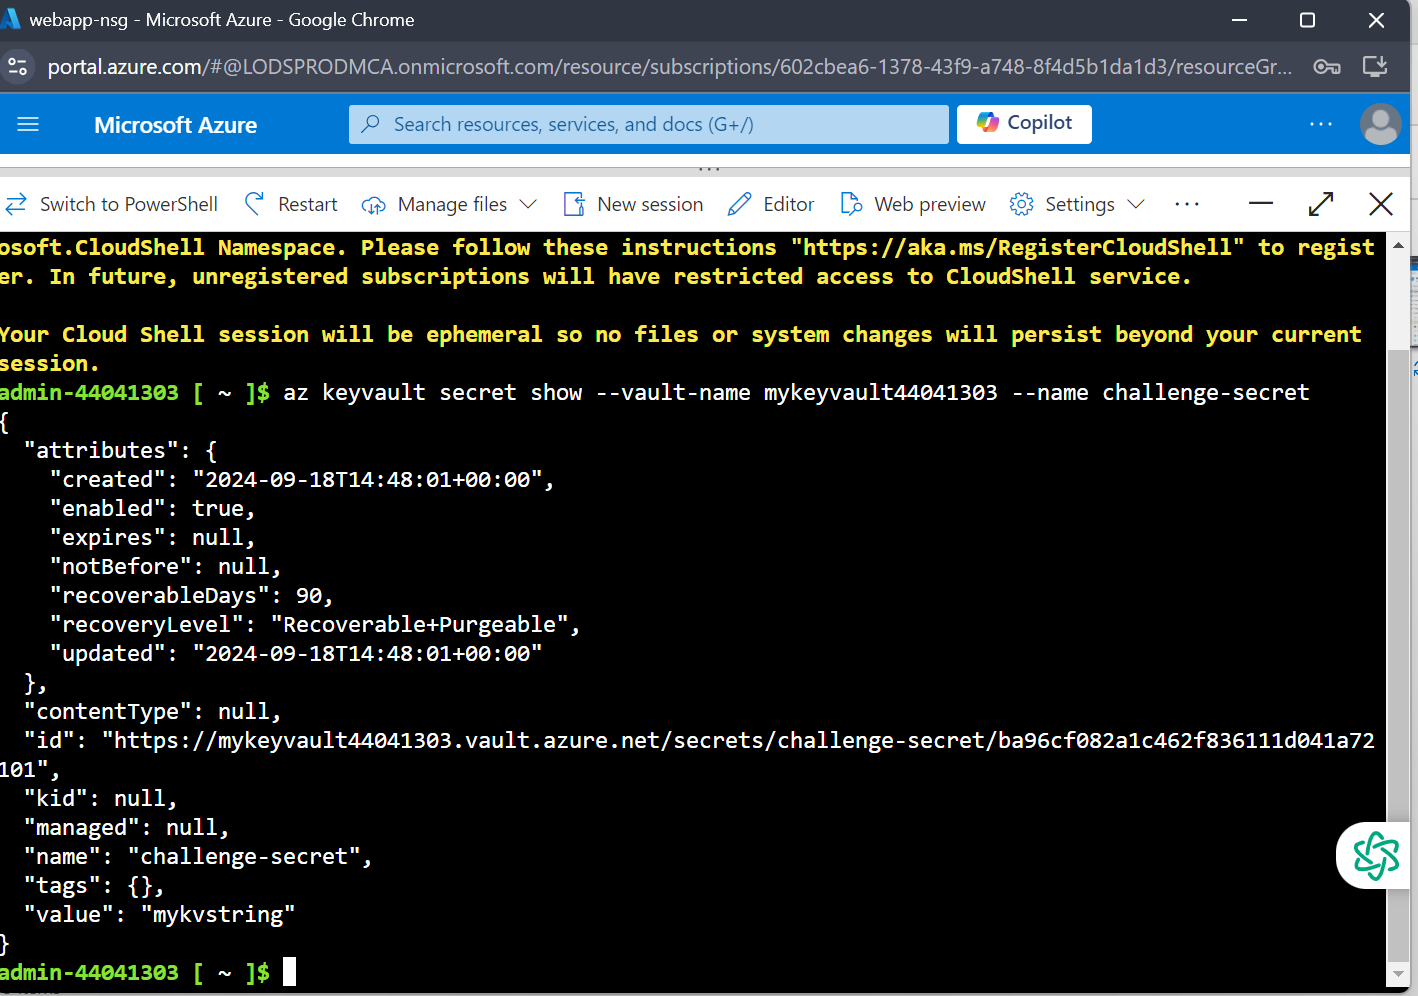 webapp-nsg - Microsoft Azure - Google Chrome
portal.azure.com/#@LODSPRODMCA.onmicrosoft.com/resource/subscriptions/602cbea6-1378-43f9-a748-8f4d5b1da1d3/resourceGr...
Microsoft Azure
Search resources, services, and docs (G+/)
Copilot
Switch to PowerShell
Restart
Manage files
New session
Editor
Web preview
Settings
osoft.CloudShell Namespace. Please follow these instructions "https://aka.ms/RegisterCloudShell" to regist
er. In future, unregistered subscriptions will have restricted access to CloudShell service.
Your Cloud Shell session will be ephemeral so no files or system changes will persist beyond your current
session.
admin-44041303 [ ~ ]$ az keyvault secret show --vault-name mykeyvault44041303 --name challenge-secret
{
  "attributes": {
    "created": "2024-09-18T14:48:01+00:00",
    "enabled": true,
    "expires": null,
    "notBefore": null,
    "recoverableDays": 90,
    "recoveryLevel": "Recoverable+Purgeable",
    "updated": "2024-09-18T14:48:01+00:00"
  },
  "contentType": null,
  "id": "https://mykeyvault44041303.vault.azure.net/secrets/challenge-secret/ba96cf082a1c462f836111d041a72
101",
  "kid": null,
  "managed": null,
  "name": "challenge-secret",
  "tags": {},
  "value": "mykvstring"
}
admin-44041303 [ ~ ]$